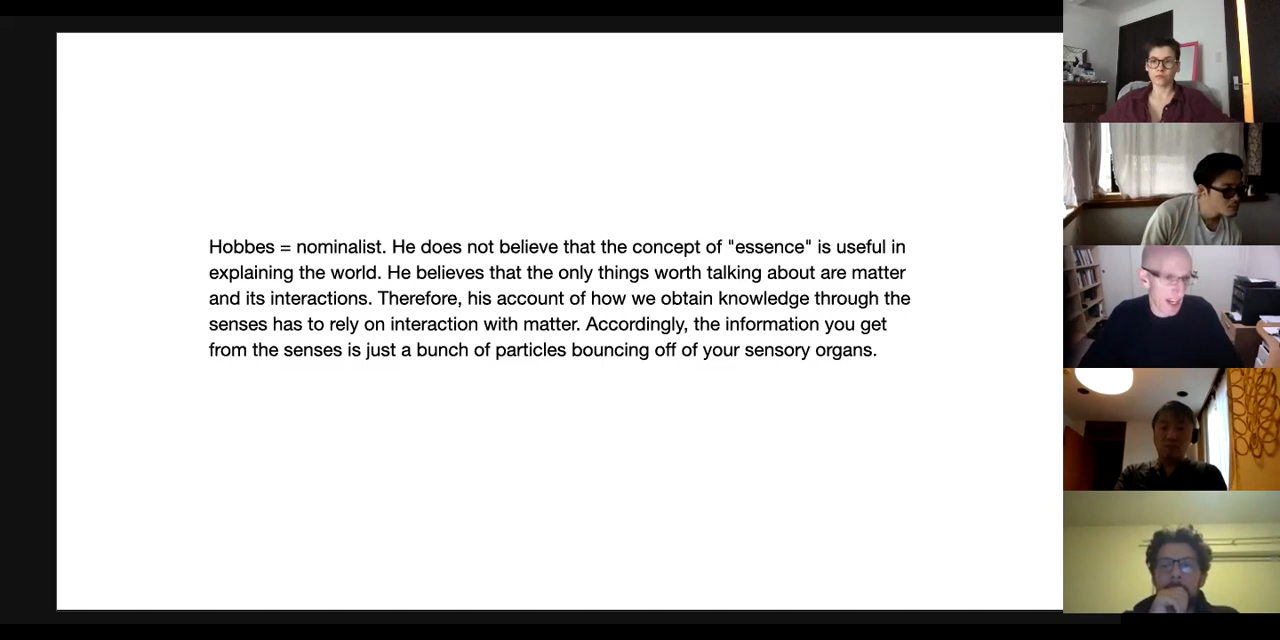 Hobbes = nominalist. He does not believe that the concept of "essence" is useful in
explaining the world. He believes that the only things worth talking about are matter
and its interactions. Therefore, his account of how we obtain knowledge through the
senses has to rely on interaction with matter. Accordingly, the information you get
from the senses is just a bunch of particles bouncing off of your sensory organs.